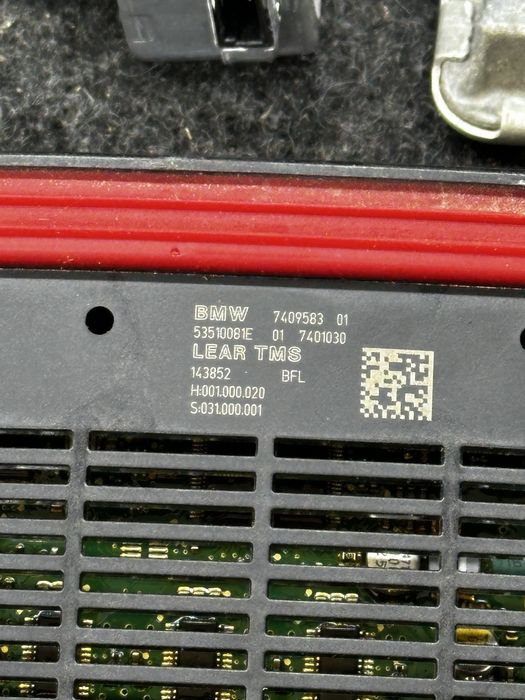 BMW 7409583 01
53510081E 01 7401030
LEAR TMS
143852 BFL
H:001.000.020
S:031.000.001